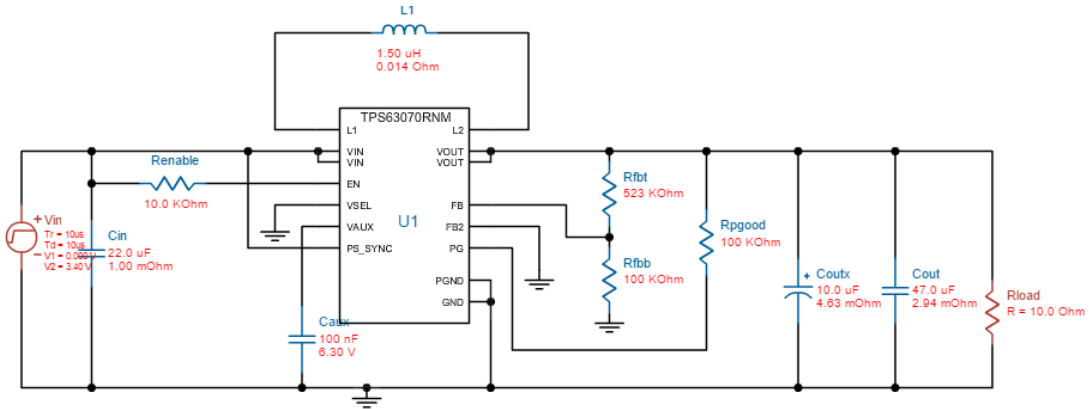 L1
1.50 uH
0.014 Ohm
TPS63070RNM
L1
L2
VIN
VIN
VOUT
VOUT
Renable
10.0 KOhm
EN
VSEL
VAUX
PS_SYNC
U1
FB
FB2
PG
PGND
GND
Rfbt
523 KOhm
Rpgood
100 KOhm
Rfbb
100 KOhm
+
Vin
Tr = 10us
Td = 10us
V1 = 0.000 V
V2 = 3.40 V
Cin
22.0 uF
1.00 mOhm
Caux
100 nF
6.30 V
+
Coutx
10.0 uF
4.63 mOhm
Cout
47.0 uF
2.94 mOhm
Rload
R = 10.0 Ohm